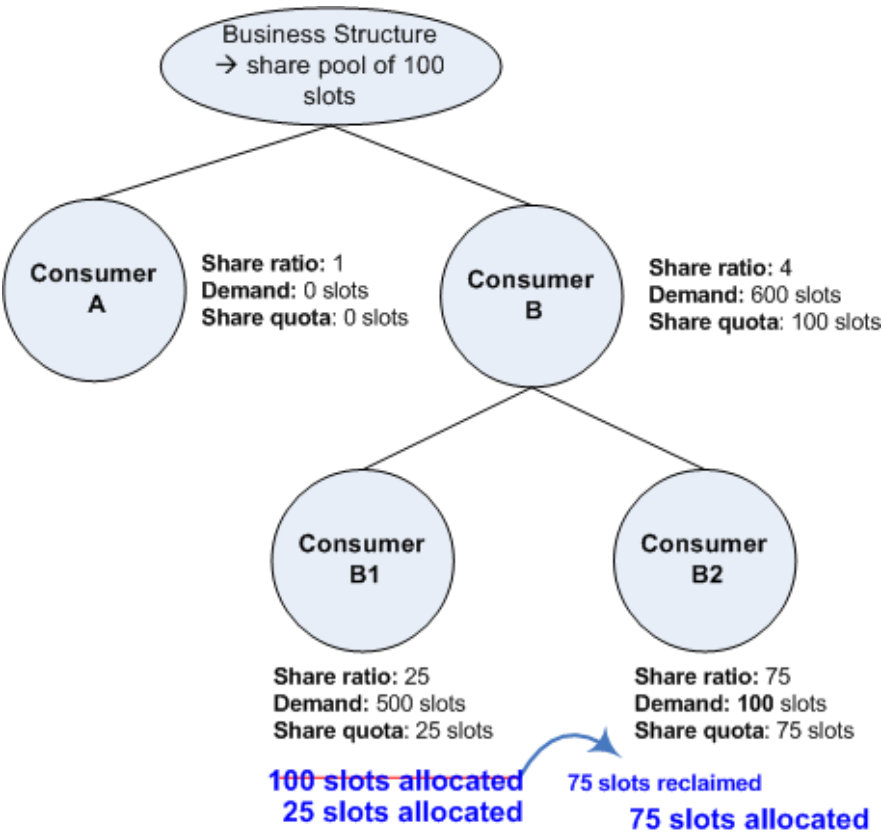 Business Structure
→ share pool of 100
slots
Consumer
A
Share ratio: 1
Demand: 0 slots
Share quota: 0 slots
Consumer
B
Share ratio: 4
Demand: 600 slots
Share quota: 100 slots
Consumer
B1
Share ratio: 25
Demand: 500 slots
Share quota: 25 slots
100 slots allocated
25 slots allocated
Consumer
B2
Share ratio: 75
Demand: 100 slots
Share quota: 75 slots
75 slots reclaimed
75 slots allocated